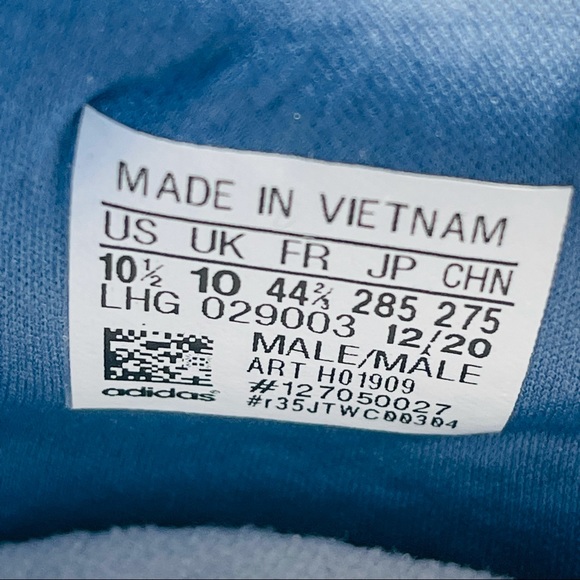 MADE IN VIETNAM
US UK FR JP CHN
10½ 10 44⅔ 285 275
LHG 029003 12/20
MALE/MÂLE
ART H01909
#127050027
#r35JTWC00304
adidas